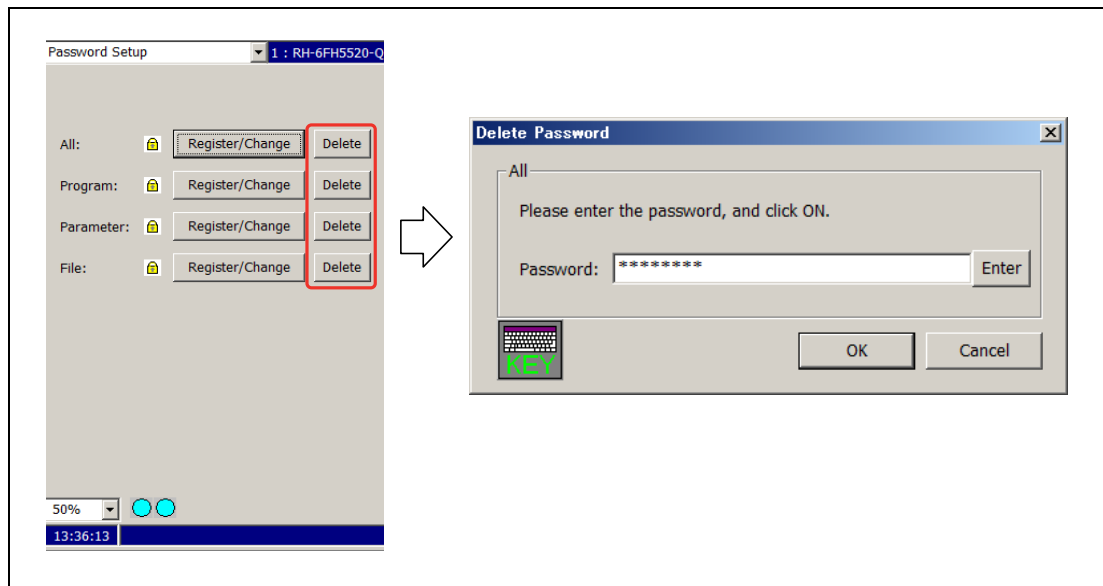 Password Setup 1 : RH-6FH5520-Q
All: Register/Change Delete
Program: Register/Change Delete
Parameter: Register/Change Delete
File: Register/Change Delete
50%
13:36:13
Delete Password
All
Please enter the password, and click ON.
Password: ******** Enter
KEY
OK Cancel